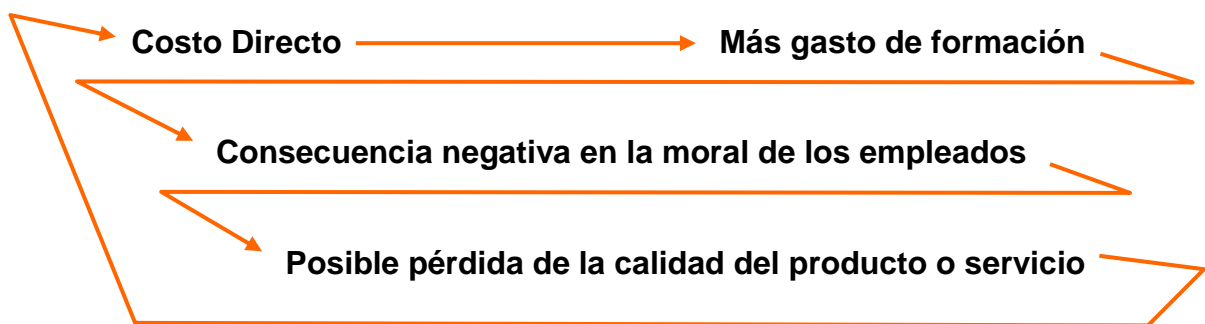 Costo Directo Más gasto de formación
Consecuencia negativa en la moral de los empleados
Posible pérdida de la calidad del producto o servicio